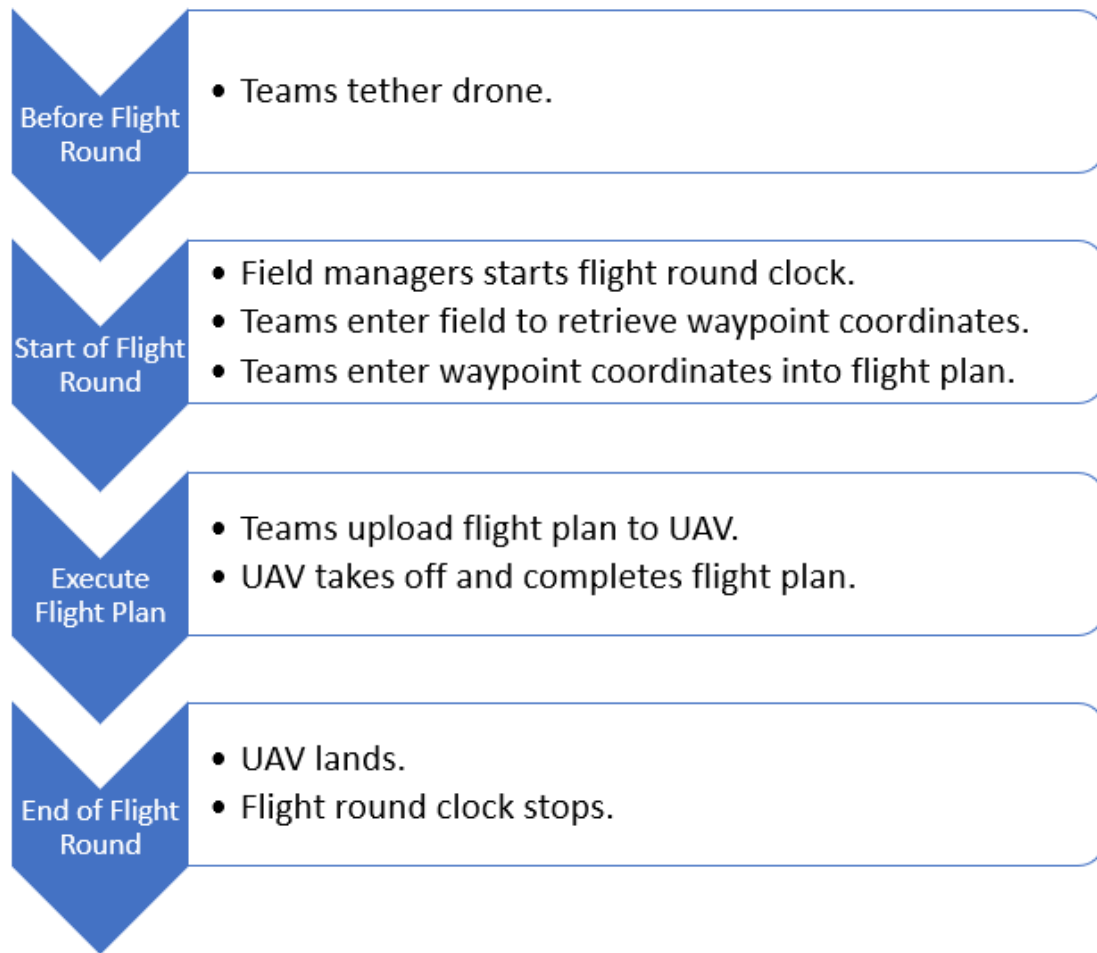 Before Flight
Round
• Teams tether drone.
Start of Flight
Round
• Field managers starts flight round clock.
• Teams enter field to retrieve waypoint coordinates.
• Teams enter waypoint coordinates into flight plan.
Execute
Flight Plan
• Teams upload flight plan to UAV.
• UAV takes off and completes flight plan.
End of Flight
Round
• UAV lands.
• Flight round clock stops.